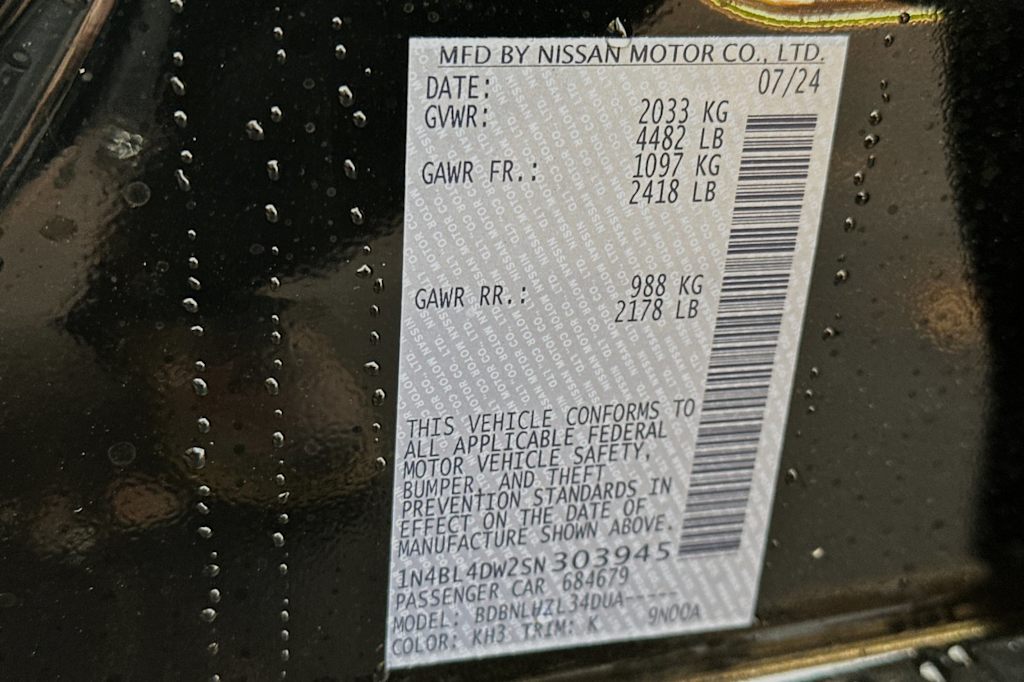 MFD BY NISSAN MOTOR CO., LTD.
DATE: 07/24
GVWR: 2033 KG
4482 LB
GAWR FR.: 1097 KG
2418 LB
GAWR RR.: 988 KG
2178 LB
THIS VEHICLE CONFORMS TO
ALL APPLICABLE FEDERAL
MOTOR VEHICLE SAFETY,
BUMPER, AND THEFT
PREVENTION STANDARDS IN
EFFECT ON THE DATE OF
MANUFACTURE SHOWN ABOVE.
1N4BL4DW2SN303945
PASSENGER CAR 684679
MODEL: BDBNLWZL34DUA-----
COLOR: KH3 TRIM: K 9N00A